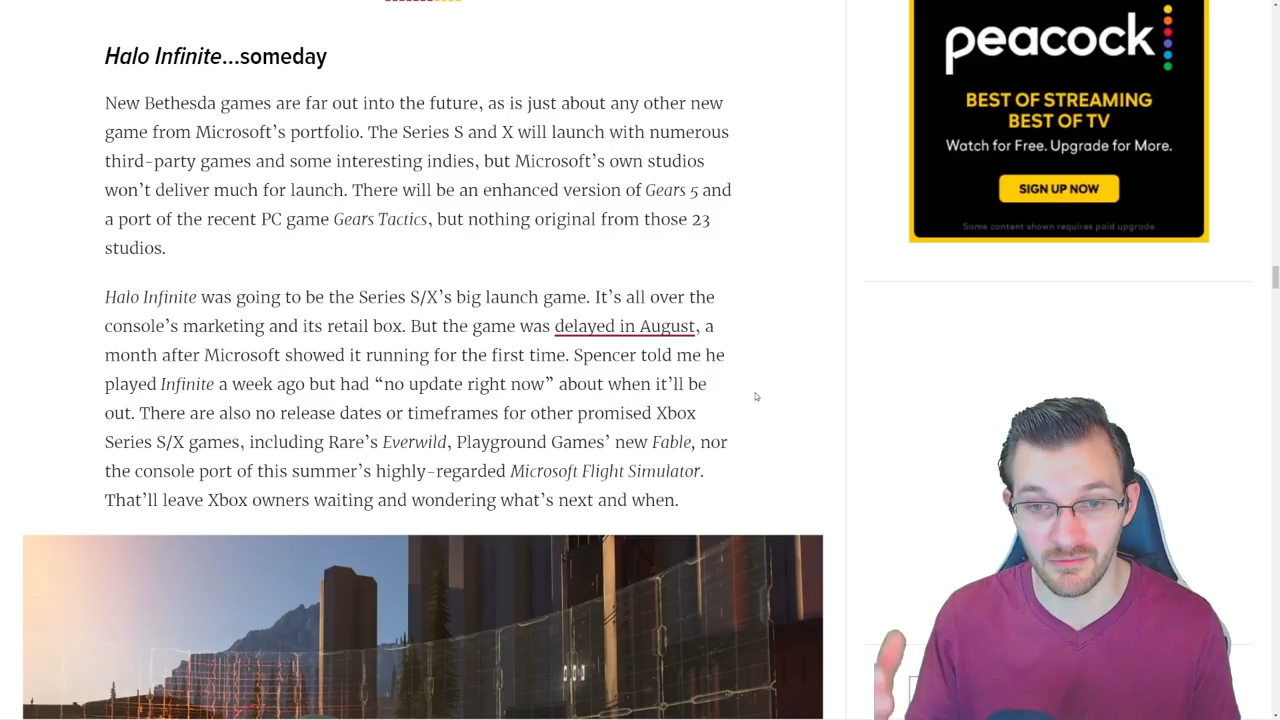 Halo Infinite...someday
New Bethesda games are far out into the future, as is just about any other new
game from Microsoft’s portfolio. The Series S and X will launch with numerous
third-party games and some interesting indies, but Microsoft’s own studios
won’t deliver much for launch. There will be an enhanced version of Gears 5 and
a port of the recent PC game Gears Tactics, but nothing original from those 23
studios.
Halo Infinite was going to be the Series S/X’s big launch game. It’s all over the
console’s marketing and its retail box. But the game was delayed in August, a
month after Microsoft showed it running for the first time. Spencer told me he
played Infinite a week ago but had “no update right now” about when it’ll be
out. There are also no release dates or timeframes for other promised Xbox
Series S/X games, including Rare’s Everwild, Playground Games’ new Fable, nor
the console port of this summer’s highly-regarded Microsoft Flight Simulator.
That’ll leave Xbox owners waiting and wondering what’s next and when.
peacock
BEST OF STREAMING
BEST OF TV
Watch for Free. Upgrade for More.
SIGN UP NOW
Some content shown requires paid upgrade.